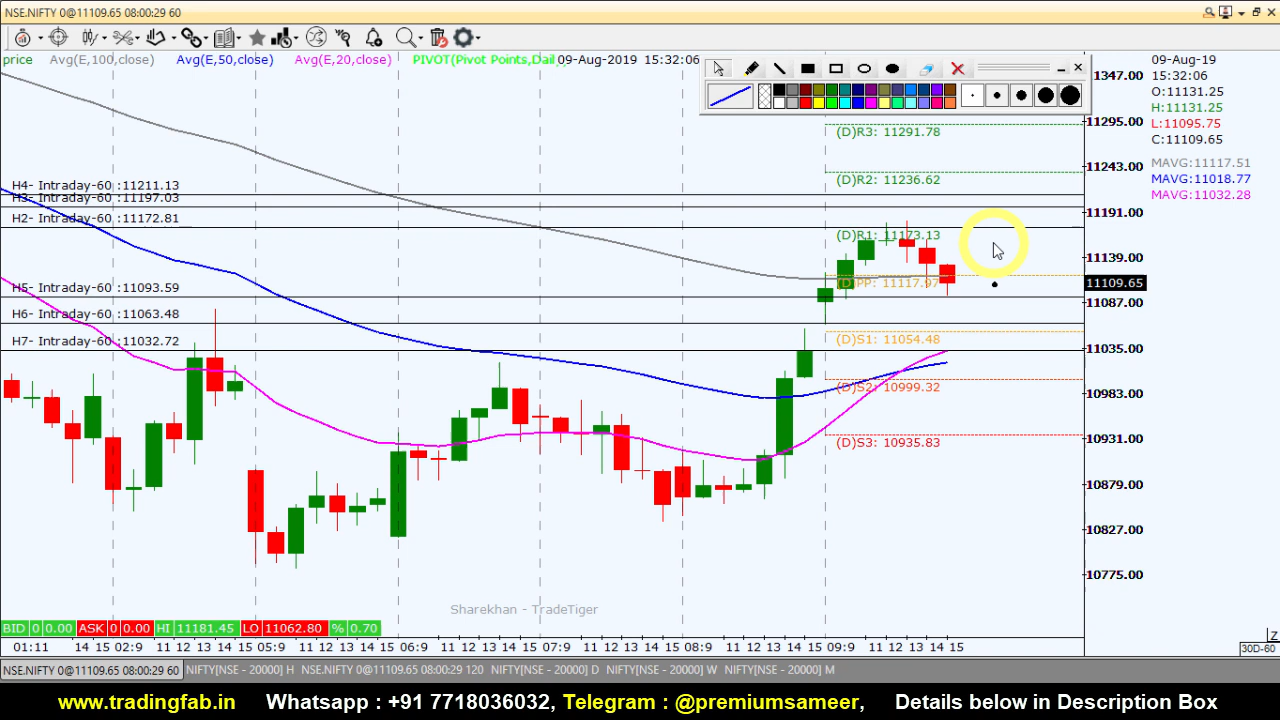 NSE.NIFTY 0@11109.65 08:00:29 60
price Avg(E,100,close) Avg(E,50,close) Avg(E,20,close) PIVOT(Pivot Points,Dail 09-Aug-2019 15:32:06
09-Aug-19
15:32:06
O:11131.25
H:11131.25
L:11095.75
C:11109.65
MAVG:11117.51
MAVG:11018.77
MAVG:11032.28
11347.00
11295.00
11243.00
11191.00
11139.00
11109.65
11087.00
11035.00
10983.00
10931.00
10879.00
10827.00
10775.00
(D)R3: 11291.78
(D)R2: 11236.62
(D)R1: 11173.13
(D)PP: 11117.97
(D)S1: 11054.48
(D)S2: 10999.32
(D)S3: 10935.83
H4- Intraday-60 :11211.13
H3- Intraday-60 :11197.03
H2- Intraday-60 :11172.81
H5- Intraday-60 :11093.59
H6- Intraday-60 :11063.48
H7- Intraday-60 :11032.72
Sharekhan - TradeTiger
BID 0 0.00 ASK 0 0.00 HI 11181.45 LO 11062.80 % 0.70
01:11 14 15 02:9 11 12 13 14 15 05:9 11 12 13 14 15 06:9 11 12 13 14 15 07:9 11 12 13 14 15 08:9 11 12 13 14 15 09:9 11 12 13 14 15
Z
30D-60
NSE.NIFTY 0@11109.65 08:00:29 60 NIFTY[NSE - 20000] H NSE.NIFTY 0@11109.65 08:00:29 120 NIFTY[NSE - 20000] D NIFTY[NSE - 20000] W NIFTY[NSE - 20000] M
www.tradingfab.in Whatsapp : +91 7718036032, Telegram : @premiumsameer, Details below in Description Box